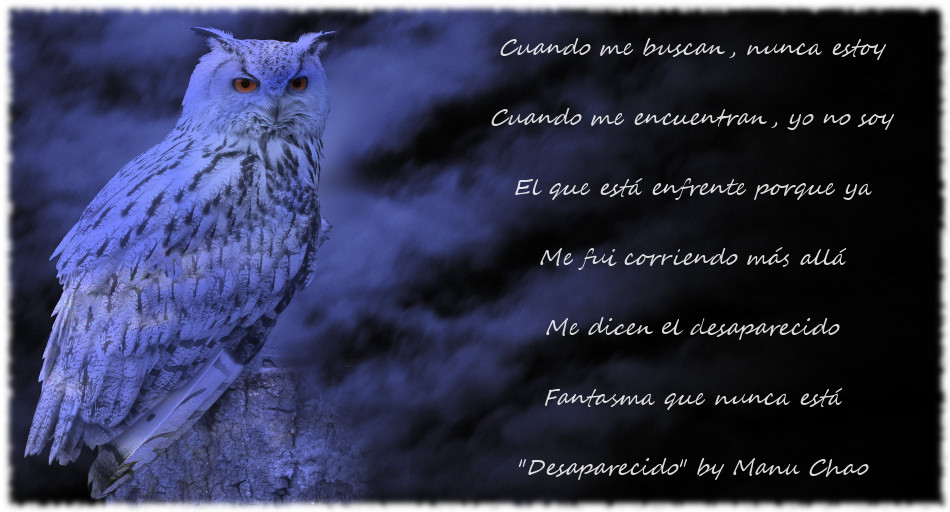 Cuando me buscan, nunca estoy
Cuando me encuentran, yo no soy
El que está enfrente porque ya
Me fui corriendo más allá
Me dicen el desaparecido
Fantasma que nunca está
"Desaparecido" by Manu Chao